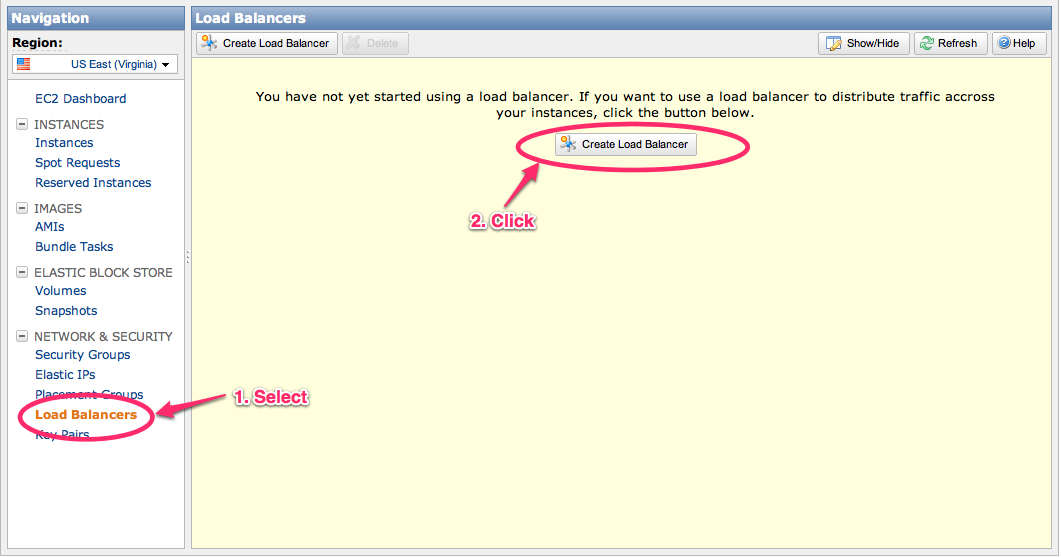 Navigation
Region:
US East (Virginia)
EC2 Dashboard
INSTANCES
Instances
Spot Requests
Reserved Instances
IMAGES
AMIs
Bundle Tasks
ELASTIC BLOCK STORE
Volumes
Snapshots
NETWORK & SECURITY
Security Groups
Elastic IPs
Placement Groups
Load Balancers
Key Pairs
1. Select
Load Balancers
Create Load Balancer
Delete
Show/Hide
Refresh
Help
You have not yet started using a load balancer. If you want to use a load balancer to distribute traffic accross
your instances, click the button below.
Create Load Balancer
2. Click